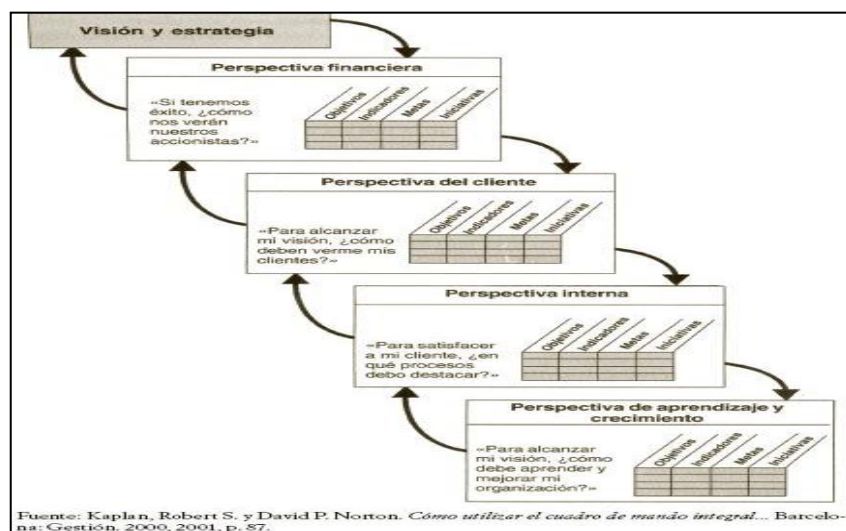 Visión y estrategia
Perspectiva financiera
«Si tenemos
éxito, ¿cómo
nos verán
nuestros
accionistas?»
Objetivos
Indicadores
Metas
Iniciativas
Perspectiva del cliente
«Para alcanzar
mi visión, ¿cómo
deben verme mis
clientes?»
Objetivos
Indicadores
Metas
Iniciativas
Perspectiva interna
«Para satisfacer
a mi cliente, ¿en
qué procesos
debo destacar?»
Objetivos
Indicadores
Metas
Iniciativas
Perspectiva de aprendizaje y
crecimiento
«Para alcanzar
mi visión, ¿cómo
debe aprender y
mejorar mi
organización?»
Objetivos
Indicadores
Metas
Iniciativas
Fuente: Kaplan, Robert S. y David P. Norton. Cómo utilizar el cuadro de mando integral... Barcelo-
na: Gestión, 2000, 2001, p. 87.